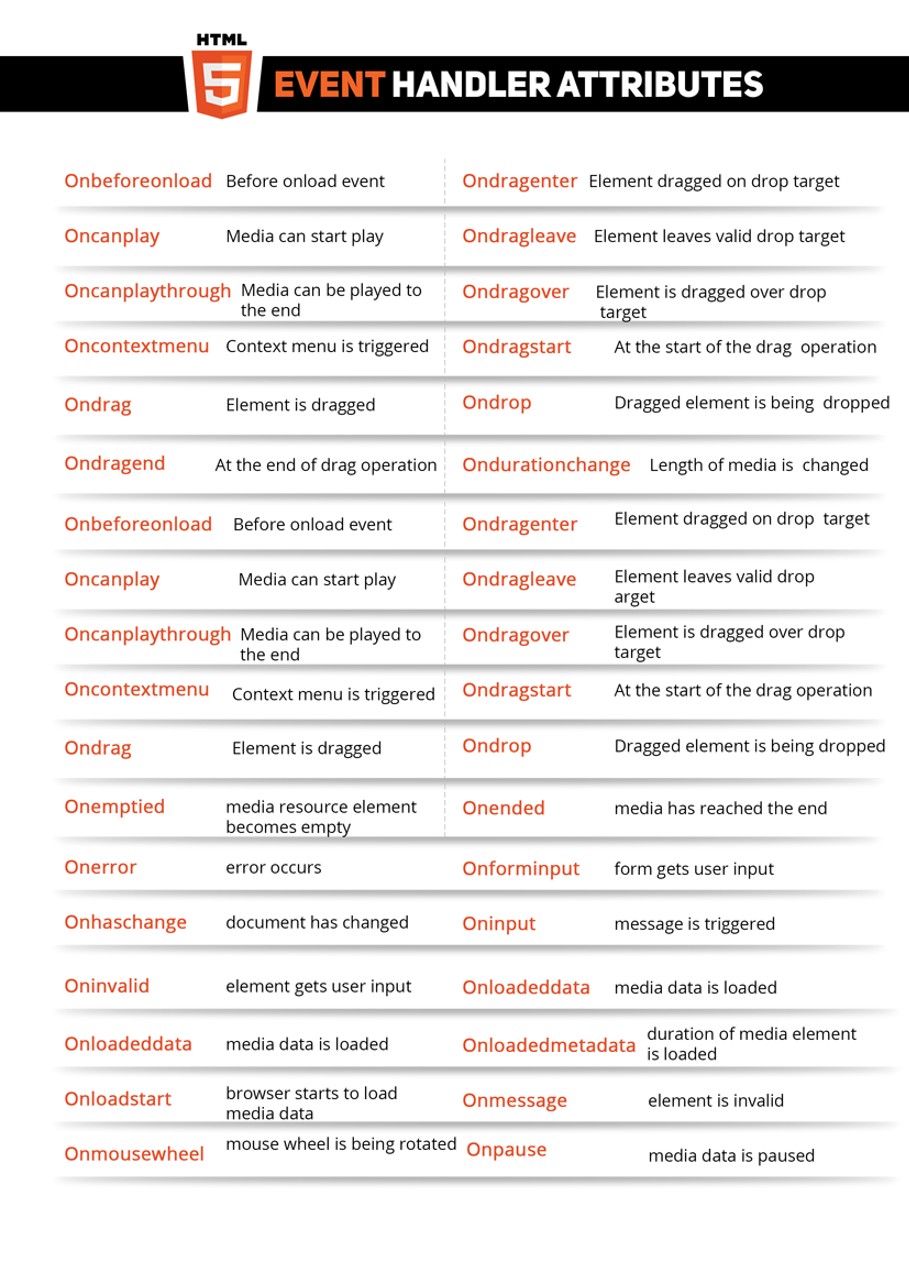 HTML
5
EVENT HANDLER ATTRIBUTES
Onbeforeonload Before onload event
Ondragenter Element dragged on drop target
Oncanplay Media can start play
Ondragleave Element leaves valid drop target
Oncanplaythrough Media can be played to
the end
Ondragover Element is dragged over drop
target
Oncontextmenu Context menu is triggered
Ondragstart At the start of the drag operation
Ondrag Element is dragged
Ondrop Dragged element is being dropped
Ondragend At the end of drag operation
Ondurationchange Length of media is changed
Onbeforeonload Before onload event
Ondragenter Element dragged on drop target
Oncanplay Media can start play
Ondragleave Element leaves valid drop
arget
Oncanplaythrough Media can be played to
the end
Ondragover Element is dragged over drop
target
Oncontextmenu Context menu is triggered
Ondragstart At the start of the drag operation
Ondrag Element is dragged
Ondrop Dragged element is being dropped
Onemptied media resource element
becomes empty
Onended media has reached the end
Onerror error occurs
Onforminput form gets user input
Onhaschange document has changed
Oninput message is triggered
Oninvalid element gets user input
Onloadeddata media data is loaded
Onloadeddata media data is loaded
Onloadedmetadata duration of media element
is loaded
Onloadstart browser starts to load
media data
Onmessage element is invalid
Onmousewheel mouse wheel is being rotated
Onpause media data is paused